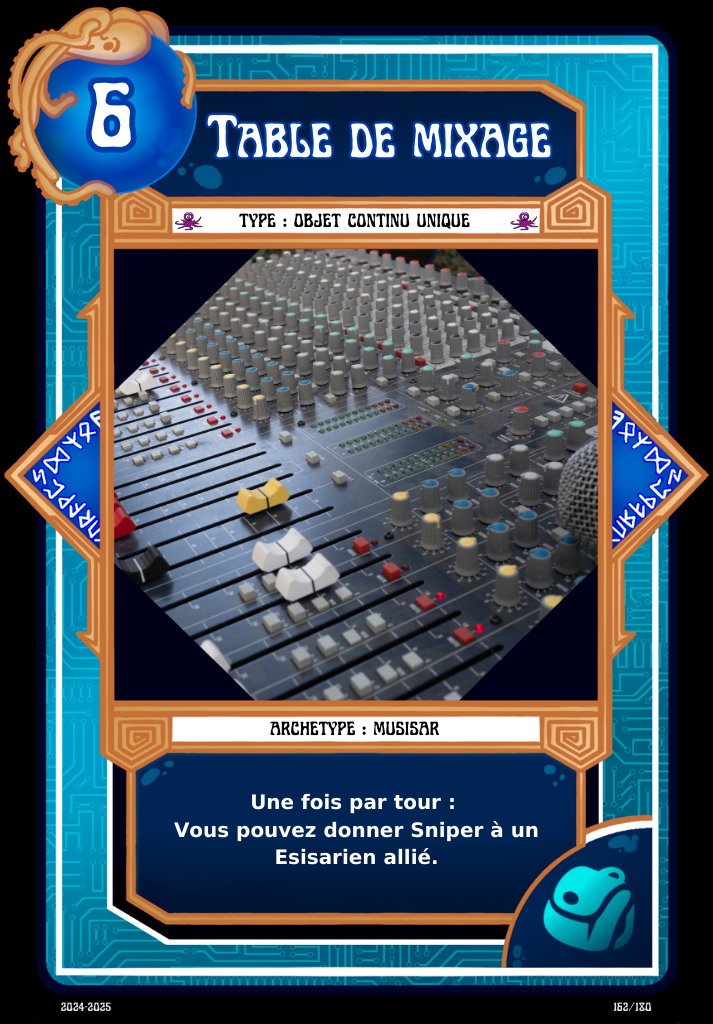 6
TABLE DE MIXAGE
TYPE : OBJET CONTINU UNIQUE
ARCHETYPE : MUSISAR
Une fois par tour :
Vous pouvez donner Sniper à un
Esisarien allié.
2024-2025
162/180